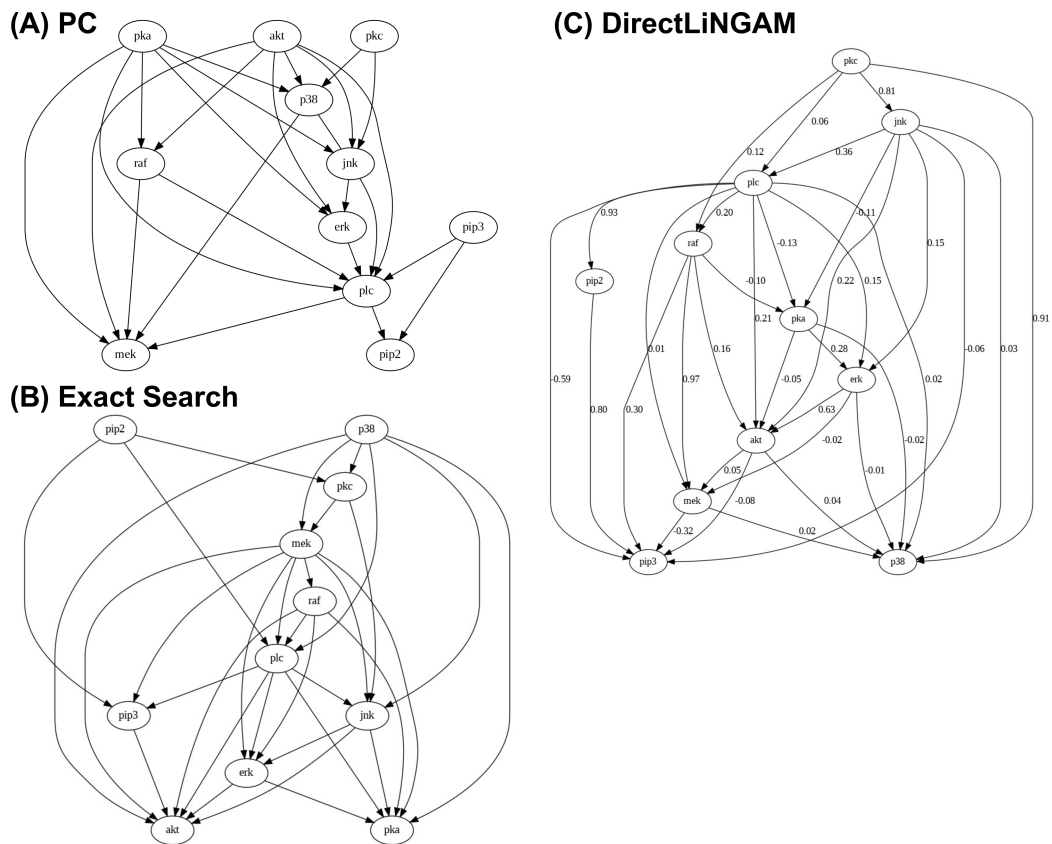 (A) PC
pka
akt
pkc
p38
raf
jnk
erk
pip3
plc
mek
pip2
(B) Exact Search
pip2
p38
pkc
mek
raf
plc
pip3
jnk
erk
akt
pka
(C) DirectLiNGAM
pkc
0.81
0.06
jnk
0.12
0.36
plc
0.93
0.20
-0.11
raf
-0.13
0.15
pip2
-0.10
0.22
0.15
pka
0.21
0.91
0.01
0.16
0.28
-0.06
0.03
-0.59
0.97
-0.05
erk
0.02
0.80
0.30
0.63
akt
-0.02
-0.02
0.05
-0.01
mek
-0.08
0.04
-0.32
0.02
pip3
p38